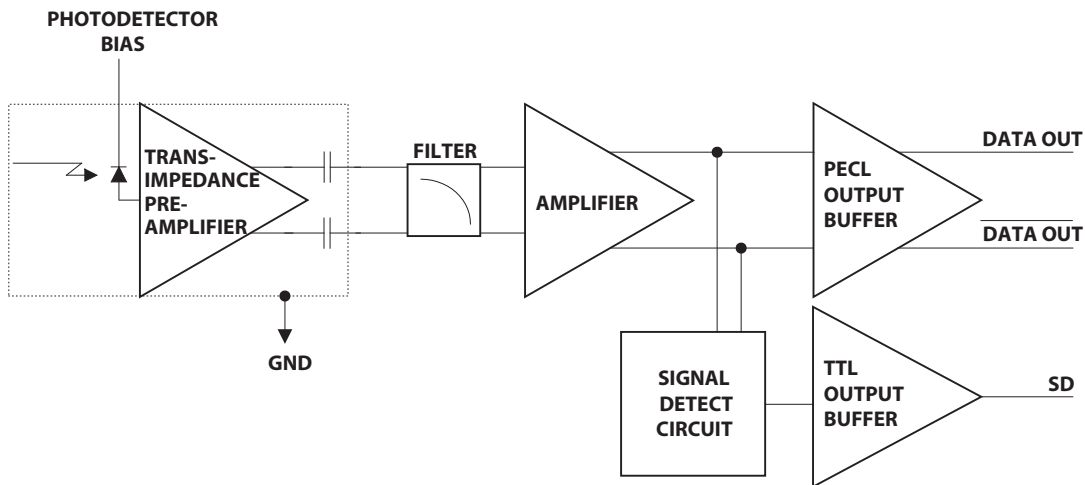 PHOTODETECTOR
BIAS
TRANS-
IMPEDANCE
PRE-
AMPLIFIER
FILTER
AMPLIFIER
PECL
OUTPUT
BUFFER
DATA OUT
DATA OUT
GND
SIGNAL
DETECT
CIRCUIT
TTL
OUTPUT
BUFFER
SD